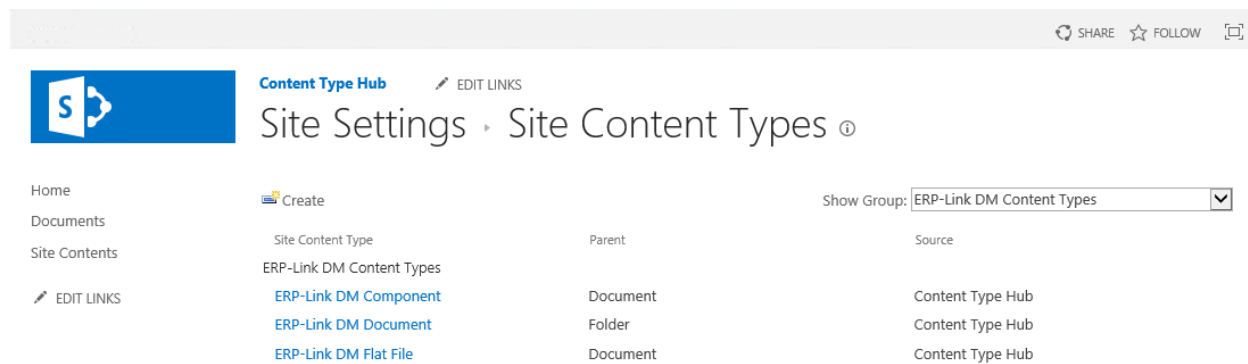 SHARE FOLLOW
S
Content Type Hub EDIT LINKS
Site Settings Site Content Types
Home
Documents
Site Contents
EDIT LINKS
Create Show Group: ERP-Link DM Content Types
Site Content Type Parent Source
ERP-Link DM Content Types
ERP-Link DM Component Document Content Type Hub
ERP-Link DM Document Folder Content Type Hub
ERP-Link DM Flat File Document Content Type Hub